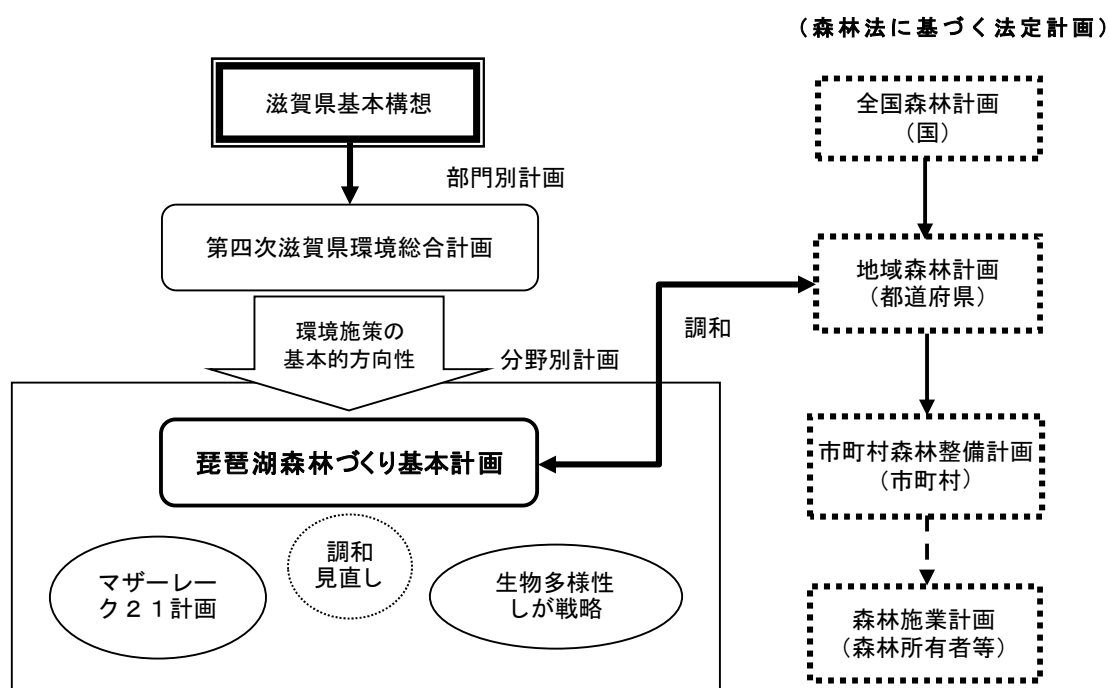 （森林法に基づく法定計画）
滋賀県基本構想
部門別計画
第四次滋賀県環境総合計画
環境施策の
基本的方向性
分野別計画
琵琶湖森林づくり基本計画
調和
見直し
マザーレー
ク２１計画
生物多様性
しが戦略
調和
全国森林計画
（国）
地域森林計画
（都道府県）
市町村森林整備計画
（市町村）
森林施業計画
（森林所有者等）